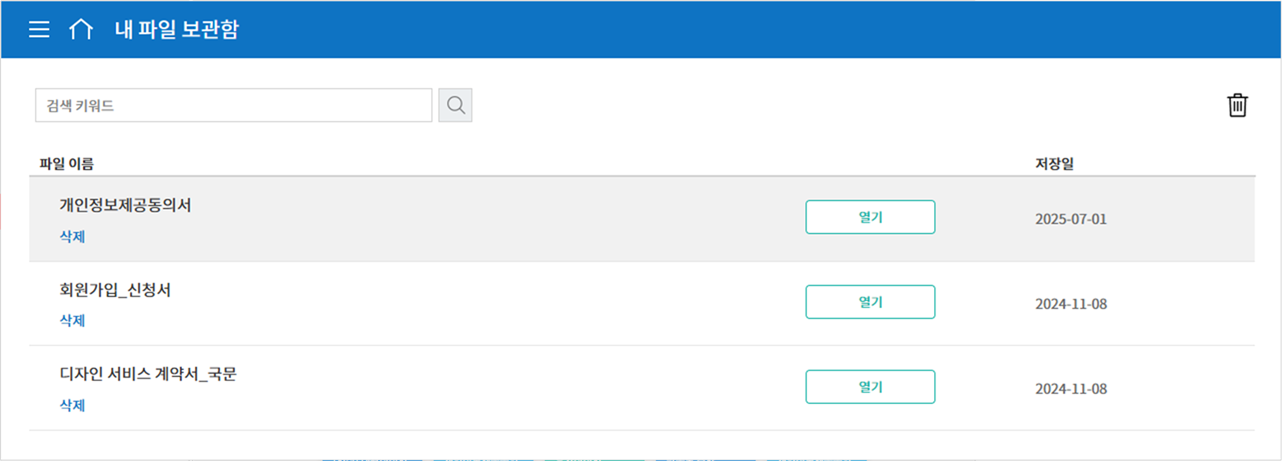 내 파일 보관함
검색 키워드
파일 이름 저장일
개인정보제공동의서
삭제
열기
2025-07-01
회원가입_신청서
삭제
열기
2024-11-08
디자인 서비스 계약서_국문
삭제
열기
2024-11-08